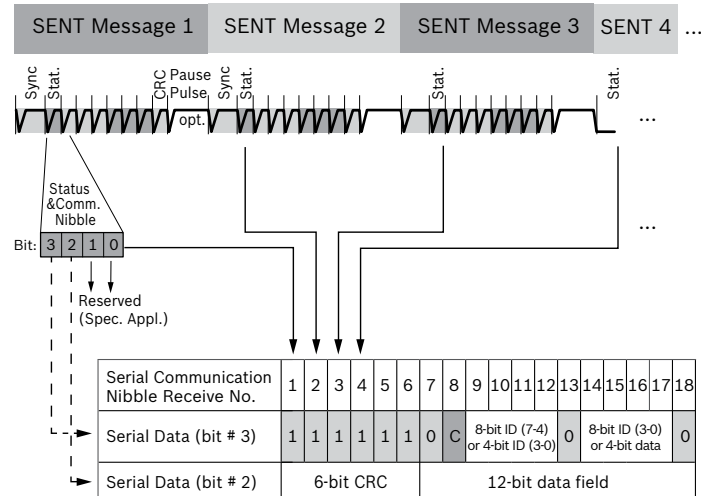 SENT Message 1 SENT Message 2 SENT Message 3 SENT 4 ...
Sync Stat. CRC Pause Pulse opt. Sync Stat. Stat. Stat.
...
Status
&Comm.
Nibble
...
Bit: 3 2 1 0
Reserved
(Spec. Appl.)
Serial Communication
Nibble Receive No.
1 2 3 4 5 6 7 8 9 10 11 12 13 14 15 16 17 18
Serial Data (bit # 3) 1 1 1 1 1 1 0 C
8-bit ID (7-4)
or 4-bit ID (3-0)
0
8-bit ID (3-0)
or 4-bit data
0
Serial Data (bit # 2) 6-bit CRC 12-bit data field